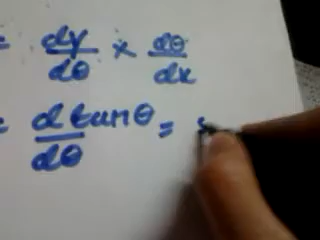 = dy/dθ × dθ/dx
= d/dθ tanθ =